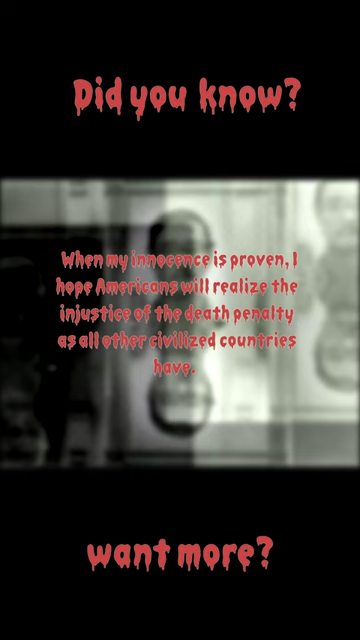 Did you know?
When my innocence is proven, I
hope Americans will realize the
injustice of the death penalty
as all other civilized countries
have.
want more?